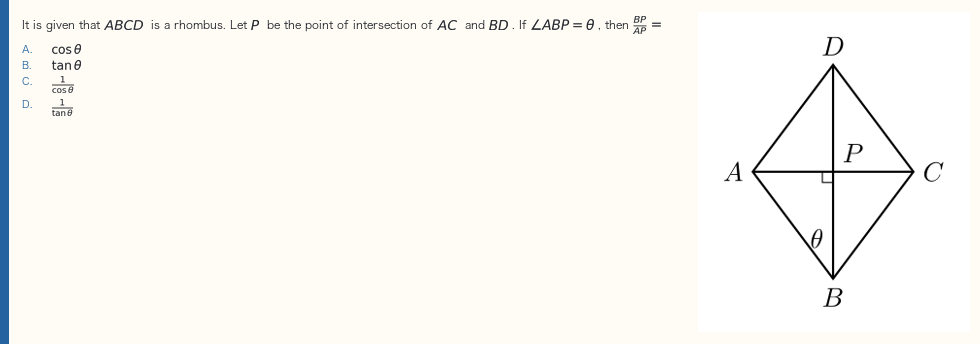 It is given that ABCD is a rhombus. Let P be the point of intersection of AC and BD. If ∠ABP = θ, then BP/AP =
A. cos θ
B. tan θ
C. 1/cos θ
D. 1/tan θ
D
P
A
C
θ
B